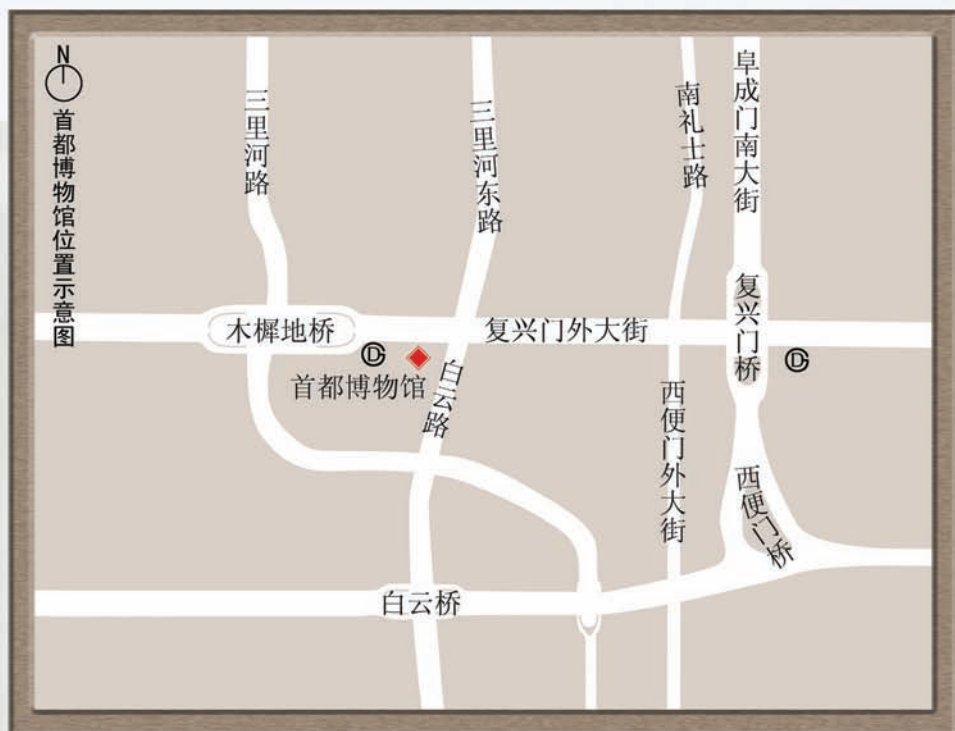 N
首都博物馆位置示意图
三里河路
三里河东路
南礼士路
阜成门南大街
木樨地桥
复兴门外大街
复兴门桥
首都博物馆
白云路
西便门外大街
西便门桥
白云桥